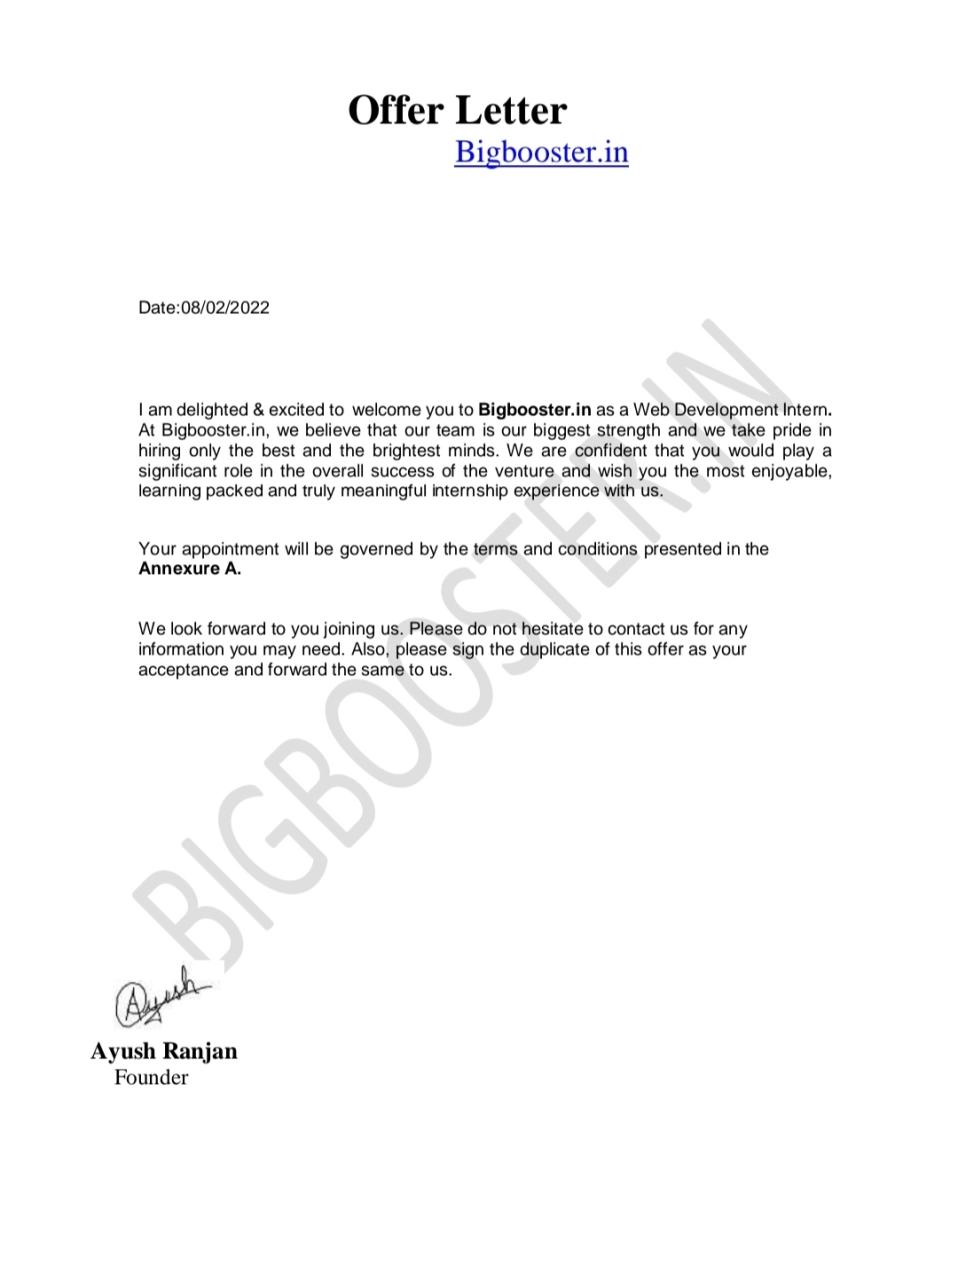 Offer Letter
Bigbooster.in
Date:08/02/2022
I am delighted & excited to welcome you to Bigbooster.in as a Web Development Intern.
At Bigbooster.in, we believe that our team is our biggest strength and we take pride in
hiring only the best and the brightest minds. We are confident that you would play a
significant role in the overall success of the venture and wish you the most enjoyable,
learning packed and truly meaningful internship experience with us.
Your appointment will be governed by the terms and conditions presented in the
Annexure A.
We look forward to you joining us. Please do not hesitate to contact us for any
information you may need. Also, please sign the duplicate of this offer as your
acceptance and forward the same to us.
BIGBOOSTER.IN
Ayush
Ayush Ranjan
Founder